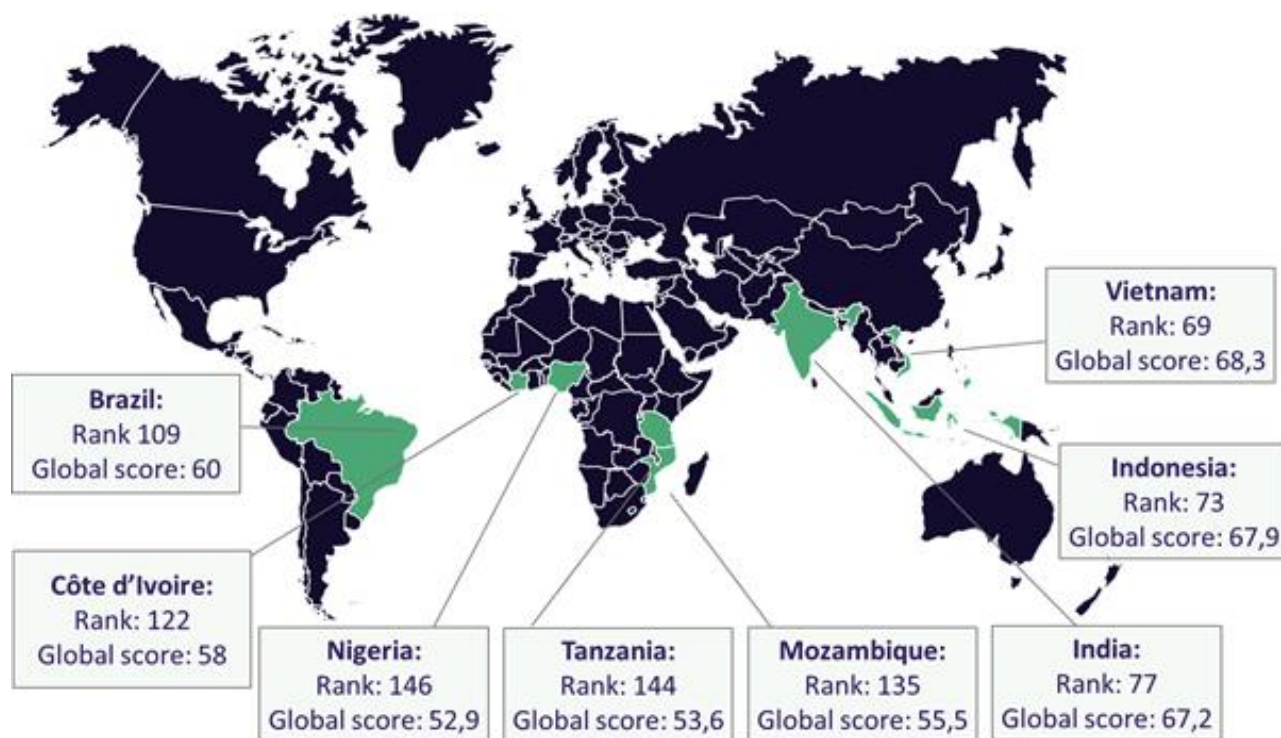 Vietnam:
Rank: 69
Global score: 68,3
Brazil:
Rank 109
Global score: 60
Indonesia:
Rank: 73
Global score: 67,9
Côte d’Ivoire:
Rank: 122
Global score: 58
Nigeria:
Rank: 146
Global score: 52,9
Tanzania:
Rank: 144
Global score: 53,6
Mozambique:
Rank: 135
Global score: 55,5
India:
Rank: 77
Global score: 67,2